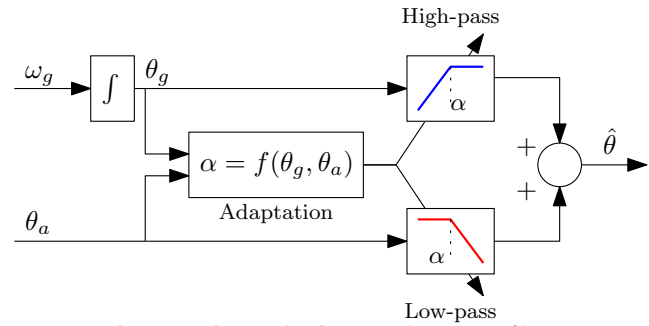 High-pass
ω_g
∫
θ_g
α
α = f(θ_g, θ_a)
Adaptation
+
θ̂
+
θ_a
α
Low-pass